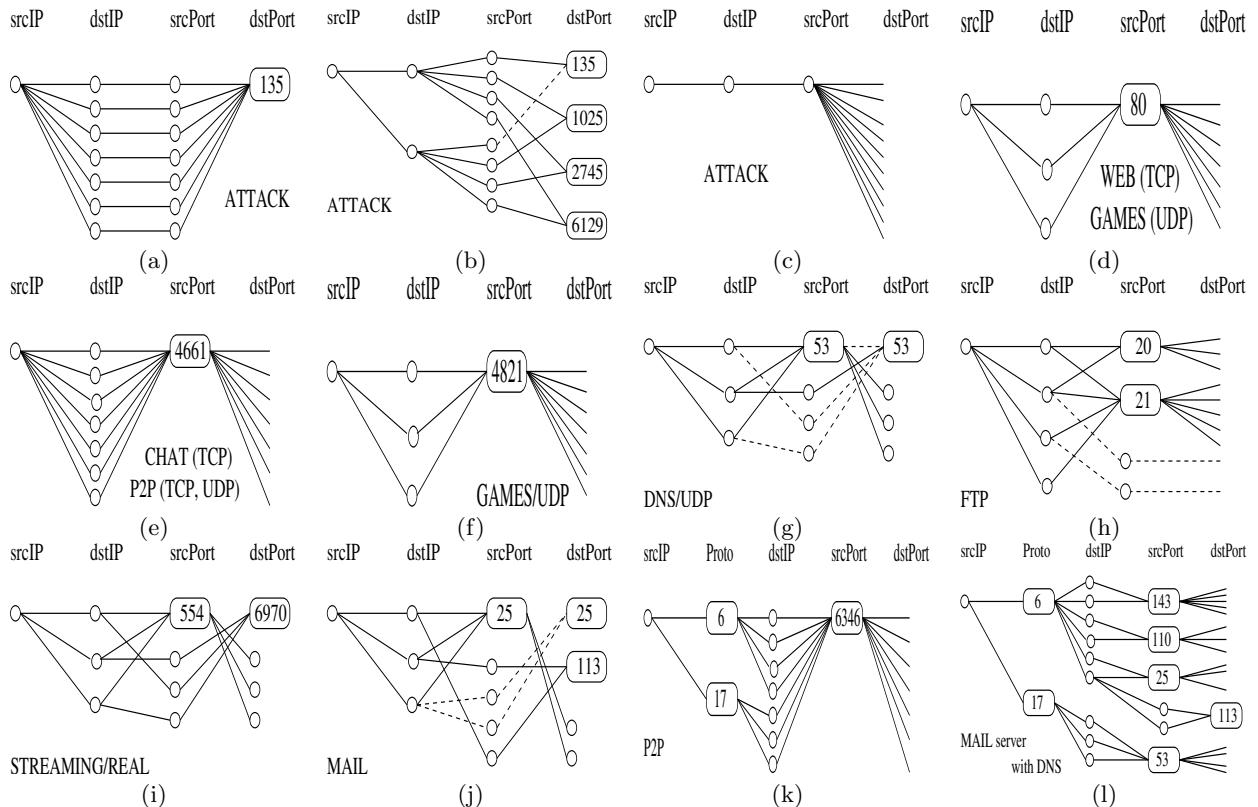 srcIP dstIP srcPort dstPort
135
ATTACK
(a)
srcIP dstIP srcPort dstPort
135
1025
2745
6129
ATTACK
(b)
srcIP dstIP srcPort dstPort
ATTACK
(c)
srcIP dstIP srcPort dstPort
80
WEB (TCP)
GAMES (UDP)
(d)
srcIP dstIP srcPort dstPort
4661
CHAT (TCP)
P2P (TCP, UDP)
(e)
srcIP dstIP srcPort dstPort
4821
GAMES/UDP
(f)
srcIP dstIP srcPort dstPort
53 53
DNS/UDP
(g)
srcIP dstIP srcPort dstPort
20
21
FTP
(h)
srcIP dstIP srcPort dstPort
554 6970
STREAMING/REAL
(i)
srcIP dstIP srcPort dstPort
25 25
113
MAIL
(j)
srcIP Proto dstIP srcPort dstPort
6 6346
17
P2P
(k)
srcIP Proto dstIP srcPort dstPort
6 143
110
25
17 113
MAIL server
with DNS 53
(l)